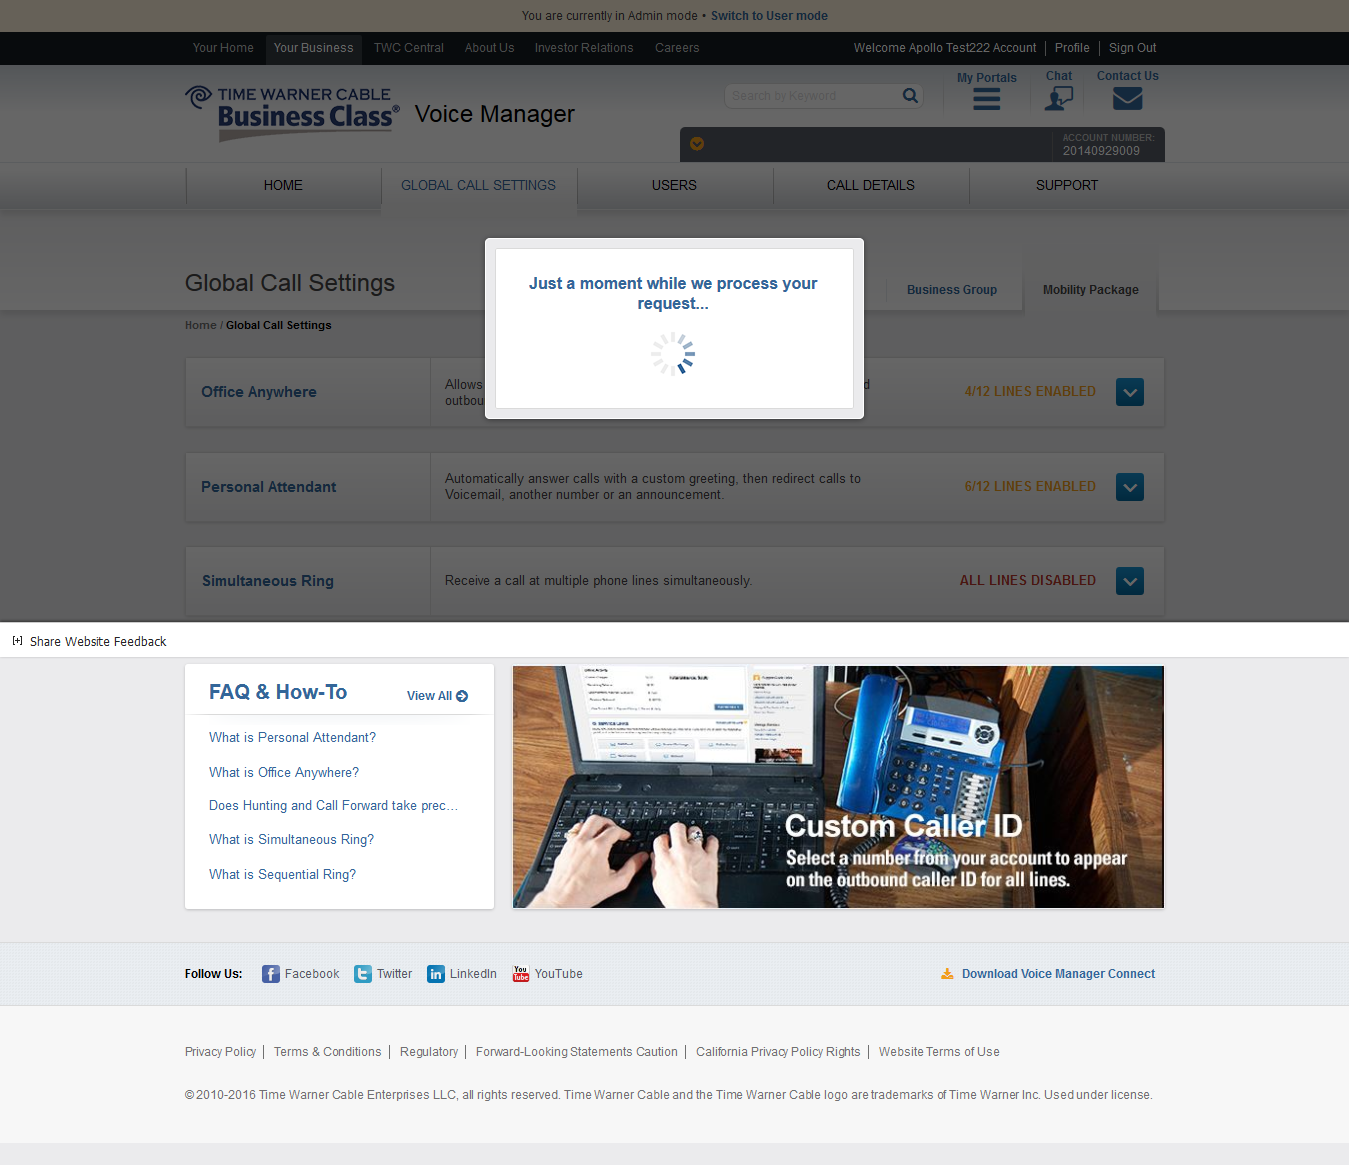 You are currently in Admin mode • Switch to User mode
Your Home Your Business TWC Central About Us Investor Relations Careers Welcome Apollo Test222 Account Profile Sign Out
My Portals Chat Contact Us
TIME WARNER CABLE
Business Class® Voice Manager
Search by Keyword
ACCOUNT NUMBER:
20140929009
HOME GLOBAL CALL SETTINGS USERS CALL DETAILS SUPPORT
Just a moment while we process your
request...
Global Call Settings
Business Group Mobility Package
Home / Global Call Settings
Office Anywhere
Allows
outbou
4/12 LINES ENABLED
Personal Attendant
Automatically answer calls with a custom greeting, then redirect calls to
Voicemail, another number or an announcement.
6/12 LINES ENABLED
Simultaneous Ring
Receive a call at multiple phone lines simultaneously.
ALL LINES DISABLED
[+] Share Website Feedback
FAQ & How-To View All
What is Personal Attendant?
What is Office Anywhere?
Does Hunting and Call Forward take prec...
What is Simultaneous Ring?
What is Sequential Ring?
Custom Caller ID
Select a number from your account to appear
on the outbound caller ID for all lines.
Follow Us: Facebook Twitter LinkedIn YouTube Download Voice Manager Connect
Privacy Policy Terms & Conditions Regulatory Forward-Looking Statements Caution California Privacy Policy Rights Website Terms of Use
© 2010-2016 Time Warner Cable Enterprises LLC, all rights reserved. Time Warner Cable and the Time Warner Cable logo are trademarks of Time Warner Inc. Used under license.